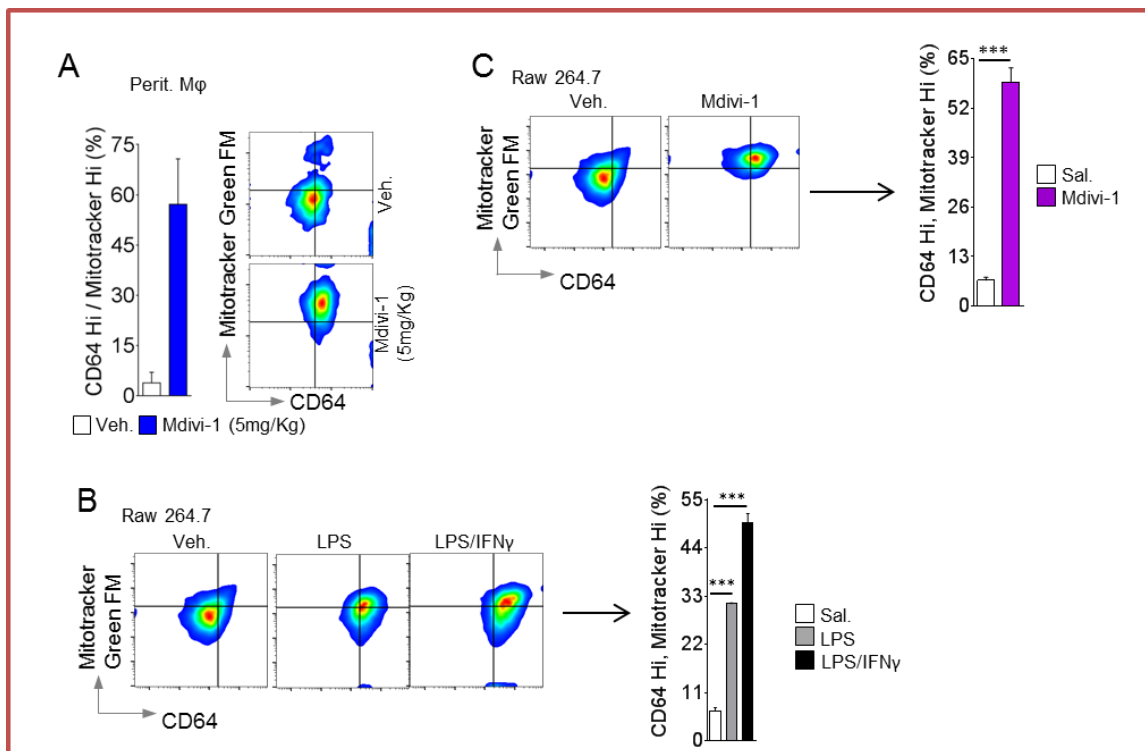 A
Perit. Mφ
CD64 Hi / Mitotracker Hi (%)
75
60
45
30
15
0
Mitotracker Green FM
Veh.
Mdivi-1
(5mg/Kg)
CD64
Veh.
Mdivi-1 (5mg/Kg)
C
Raw 264.7
Veh.
Mdivi-1
Mitotracker
Green FM
CD64
CD64 Hi, Mitotracker Hi (%)
65
52
39
26
13
0
***
Sal.
Mdivi-1
B
Raw 264.7
Veh.
LPS
LPS/IFNγ
Mitotracker
Green FM
CD64
CD64 Hi, Mitotracker Hi (%)
55
44
33
22
11
0
***
***
Sal.
LPS
LPS/IFNγ